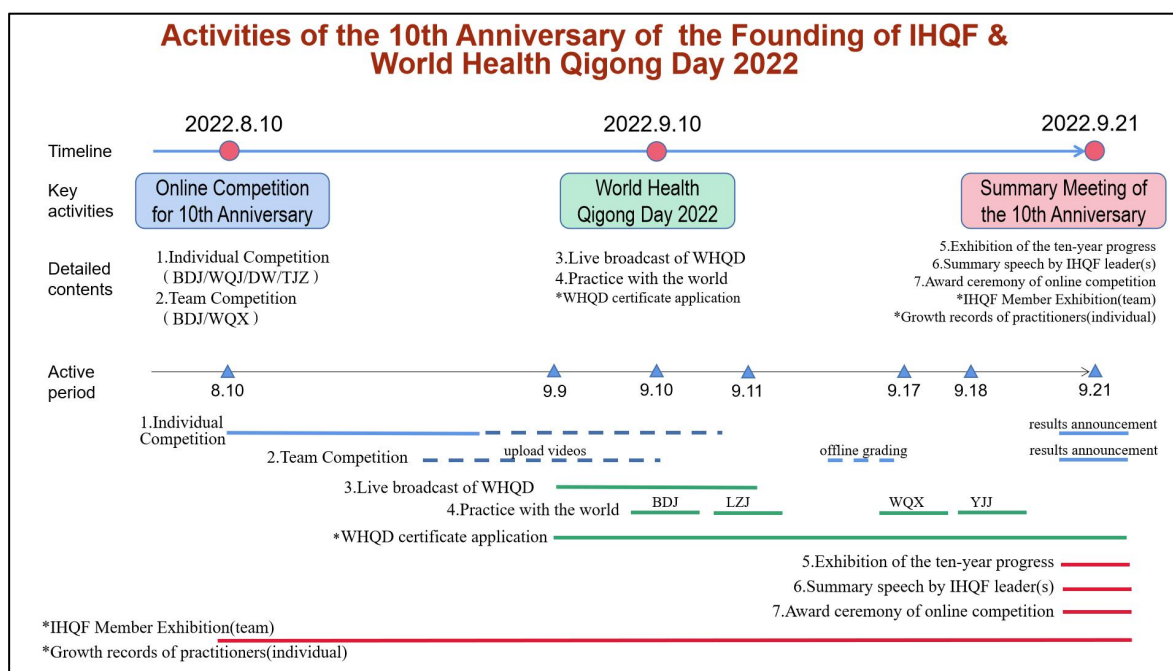 Activities of the 10th Anniversary of the Founding of IHQF &
World Health Qigong Day 2022
2022.8.10
2022.9.10
2022.9.21
Timeline
Key
activities
Online Competition
for 10th Anniversary
World Health
Qigong Day 2022
Summary Meeting of
the 10th Anniversary
Detailed
contents
1.Individual Competition
（BDJ/WQJ/DW/TJZ）
2.Team Competition
（BDJ/WQX）
3.Live broadcast of WHQD
4.Practice with the world
*WHQD certificate application
5.Exhibition of the ten-year progress
6.Summary speech by IHQF leader(s)
7.Award ceremony of online competition
*IHQF Member Exhibition(team)
*Growth records of practitioners(individual)
Active
period
8.10
9.9
9.10
9.11
9.17
9.18
9.21
1.Individual
Competition
results announcement
2.Team Competition
upload videos
offline grading
results announcement
3.Live broadcast of WHQD
4.Practice with the world
BDJ
LZJ
WQX
YJJ
*WHQD certificate application
5.Exhibition of the ten-year progress
6.Summary speech by IHQF leader(s)
7.Award ceremony of online competition
*IHQF Member Exhibition(team)
*Growth records of practitioners(individual)